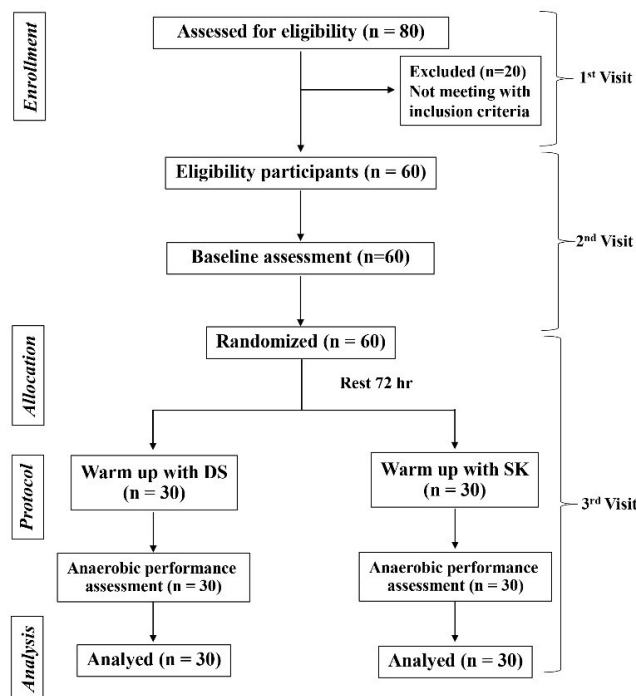 Enrollment
Assessed for eligibility (n = 80)
Excluded (n=20)
Not meeting with
inclusion criteria
1st Visit
Eligibility participants (n = 60)
Baseline assessment (n=60)
2nd Visit
Randomized (n = 60)
Allocation
Rest 72 hr
Protocol
Warm up with DS
(n = 30)
Warm up with SK
(n = 30)
3rd Visit
Anaerobic performance
assessment (n = 30)
Anaerobic performance
assessment (n = 30)
Analysis
Analyed (n = 30)
Analyed (n = 30)